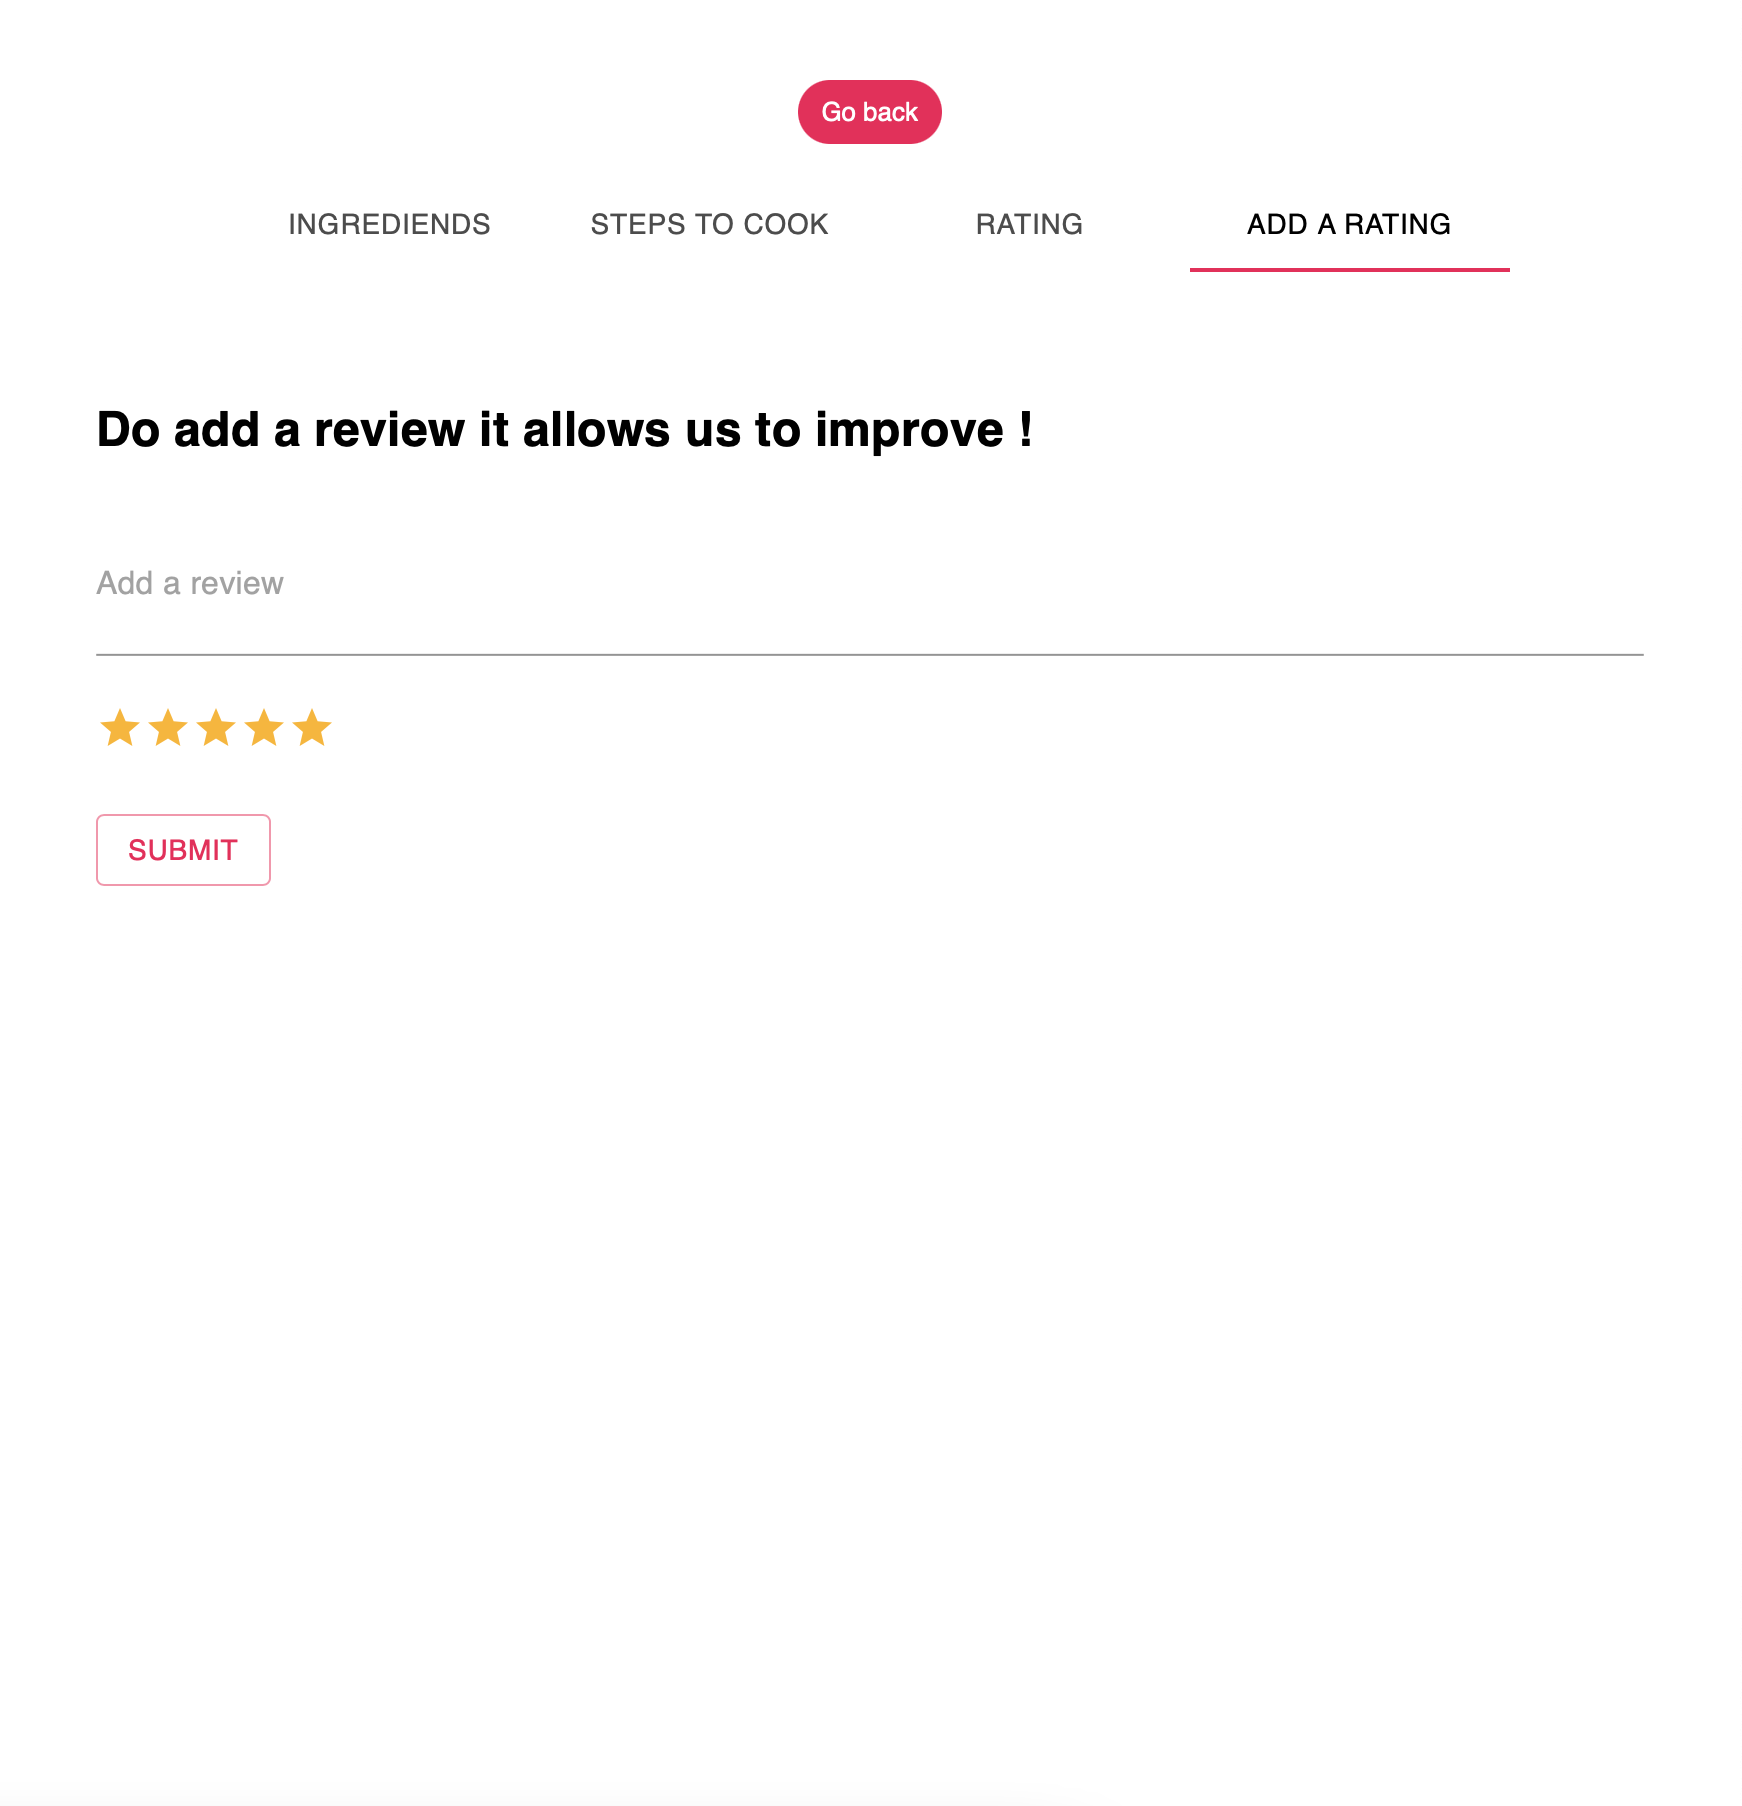 Go back
INGREDIENDS STEPS TO COOK RATING ADD A RATING
Do add a review it allows us to improve !
Add a review
SUBMIT